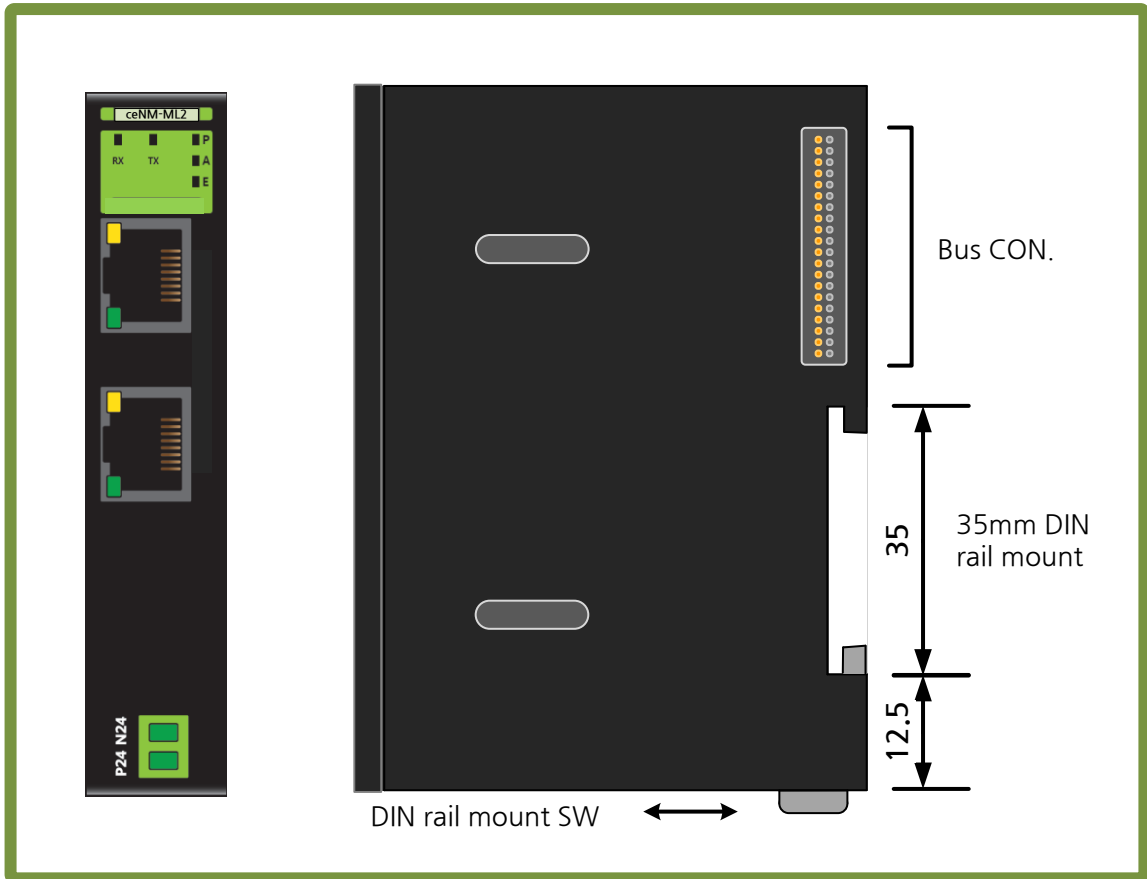 ceNM-ML2
P
RX TX A
E
P24 N24
Bus CON.
35
35mm DIN
rail mount
12.5
DIN rail mount SW